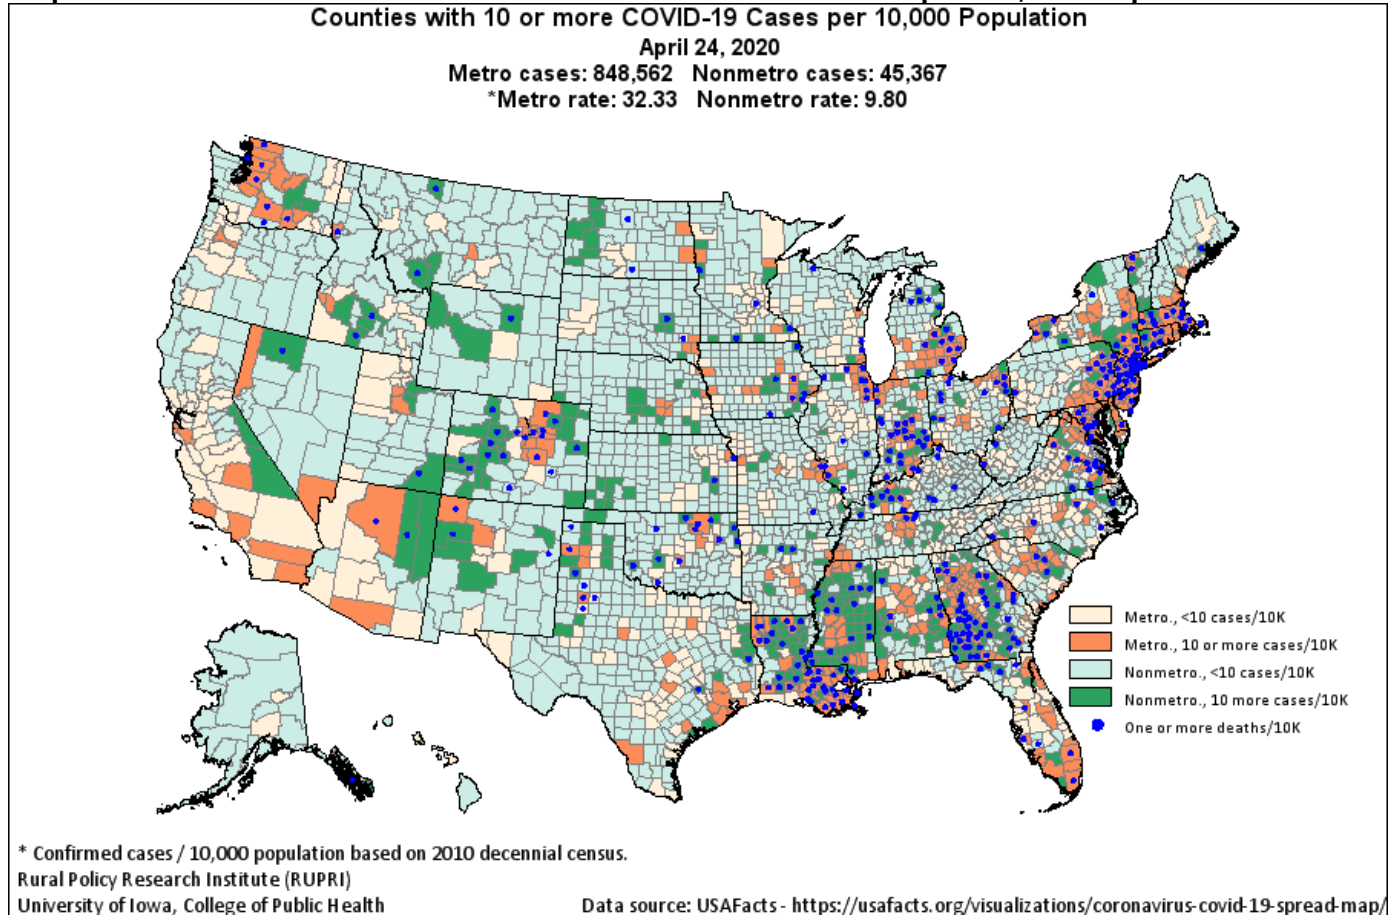 Counties with 10 or more COVID-19 Cases per 10,000 Population
April 24, 2020
Metro cases: 848,562 Nonmetro cases: 45,367
*Metro rate: 32.33 Nonmetro rate: 9.80
Metro., <10 cases/10K
Metro., 10 or more cases/10K
Nonmetro., <10 cases/10K
Nonmetro., 10 more cases/10K
One or more deaths/10K
* Confirmed cases / 10,000 population based on 2010 decennial census.
Rural Policy Research Institute (RUPRI)
University of Iowa, College of Public Health
Data source: USAFacts - https://usafacts.org/visualizations/coronavirus-covid-19-spread-map/